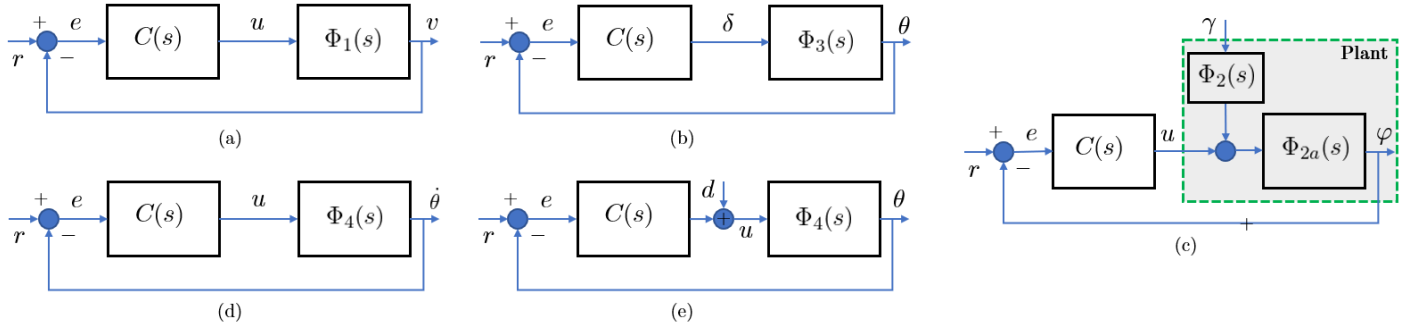 + e C(s) u Φ₁(s) v
r −
(a)
+ e C(s) δ Φ₃(s) θ
r −
(b)
γ
Plant
Φ₂(s)
+ e C(s) u Φ₂ₐ(s) φ
r −
+
(c)
+ e C(s) u Φ₄(s) θ̇
r −
(d)
+ e C(s) d + u Φ₄(s) θ
r −
(e)